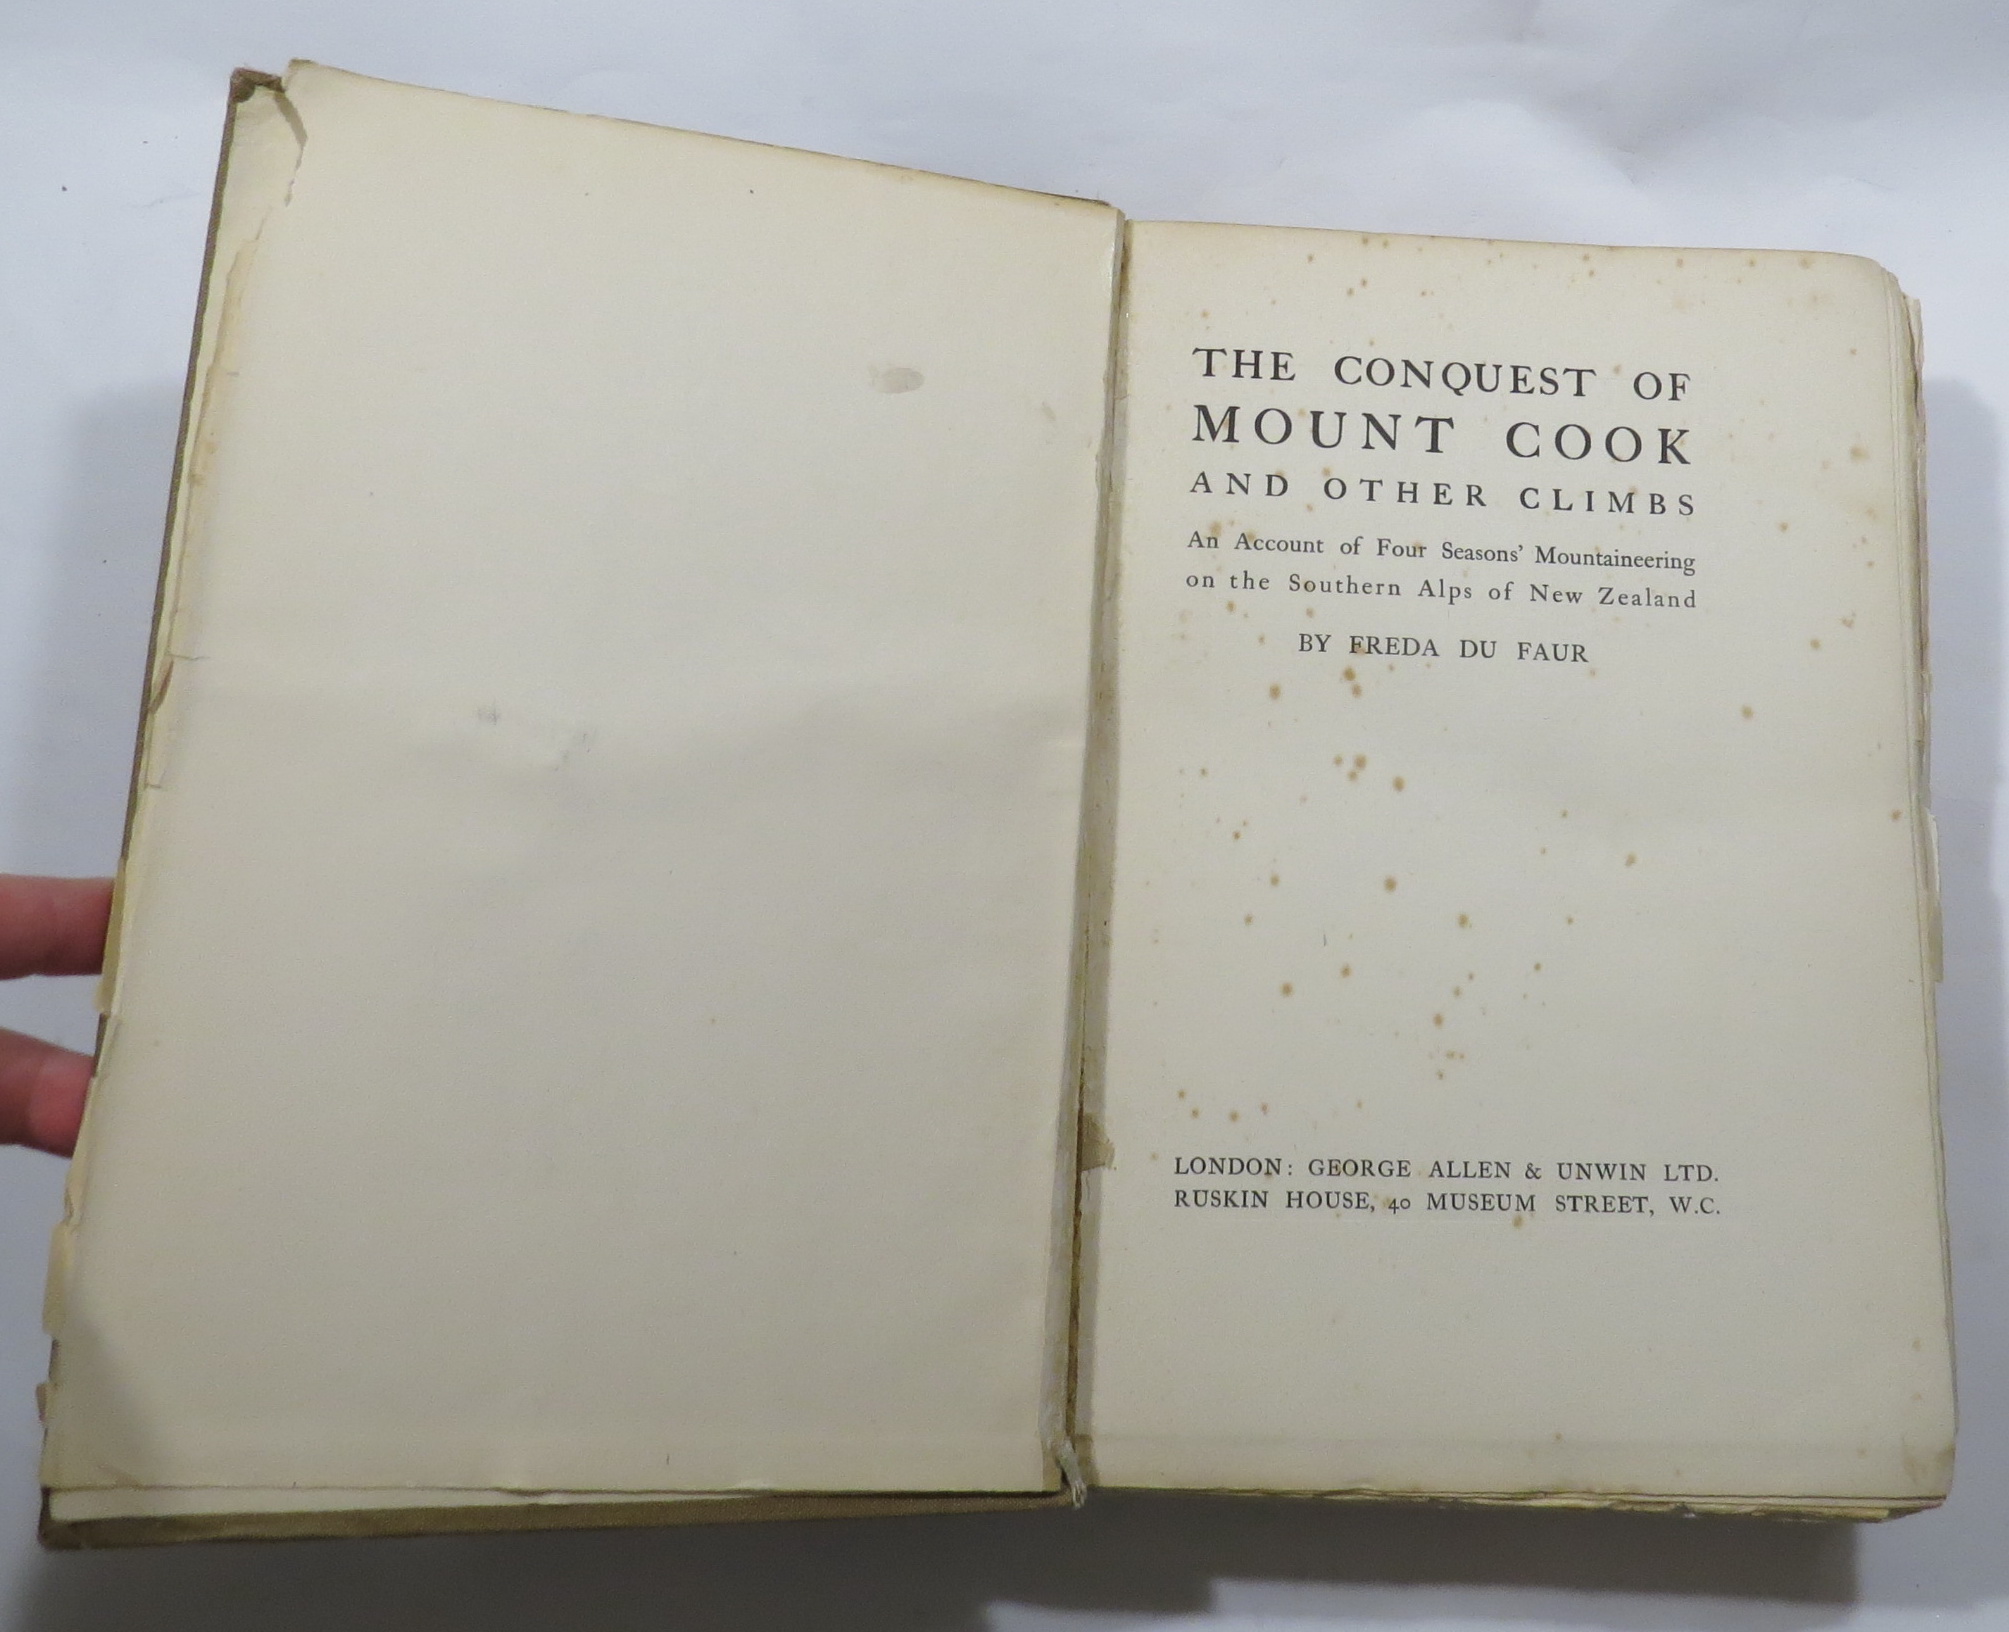 THE CONQUEST OF
MOUNT COOK
AND OTHER CLIMBS
An Account of Four Seasons' Mountaineering
on the Southern Alps of New Zealand
BY FREDA DU FAUR
LONDON: GEORGE ALLEN & UNWIN LTD.
RUSKIN HOUSE, 40 MUSEUM STREET, W.C.